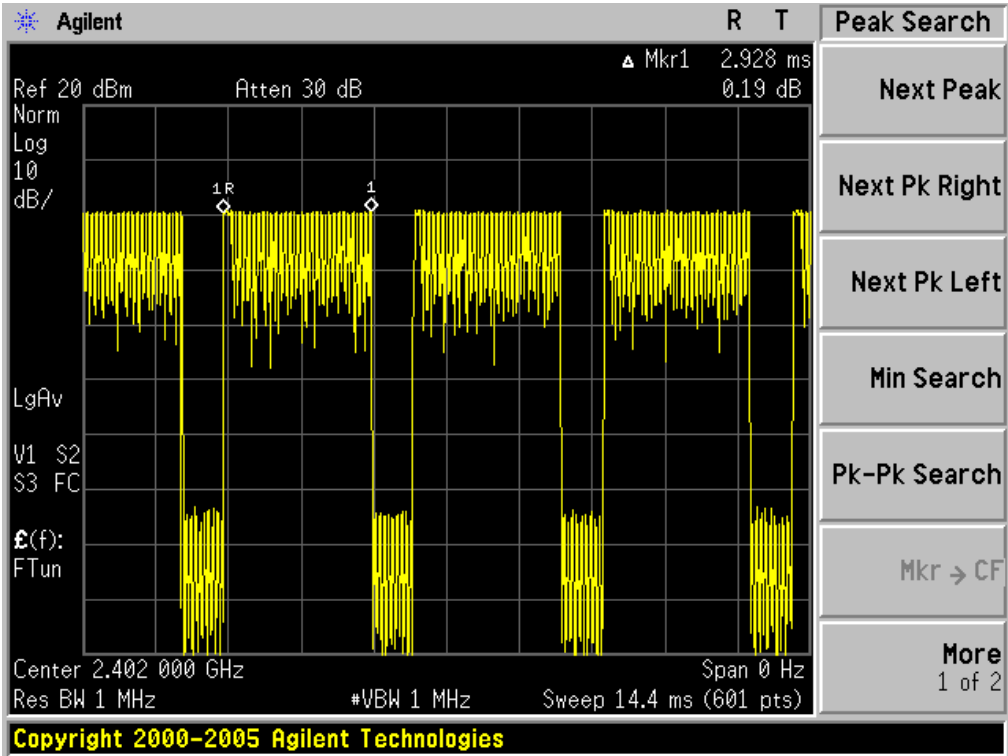 Agilent R T Peak Search
Δ Mkr1 2.928 ms
Ref 20 dBm Atten 30 dB 0.19 dB
Norm
Log
10
dB/
1R 1
LgAv
V1 S2
S3 FC
£(f):
FTun
Center 2.402 000 GHz Span 0 Hz
Res BW 1 MHz #VBW 1 MHz Sweep 14.4 ms (601 pts)
Copyright 2000-2005 Agilent Technologies
Next Peak
Next Pk Right
Next Pk Left
Min Search
Pk-Pk Search
Mkr → CF
More
1 of 2